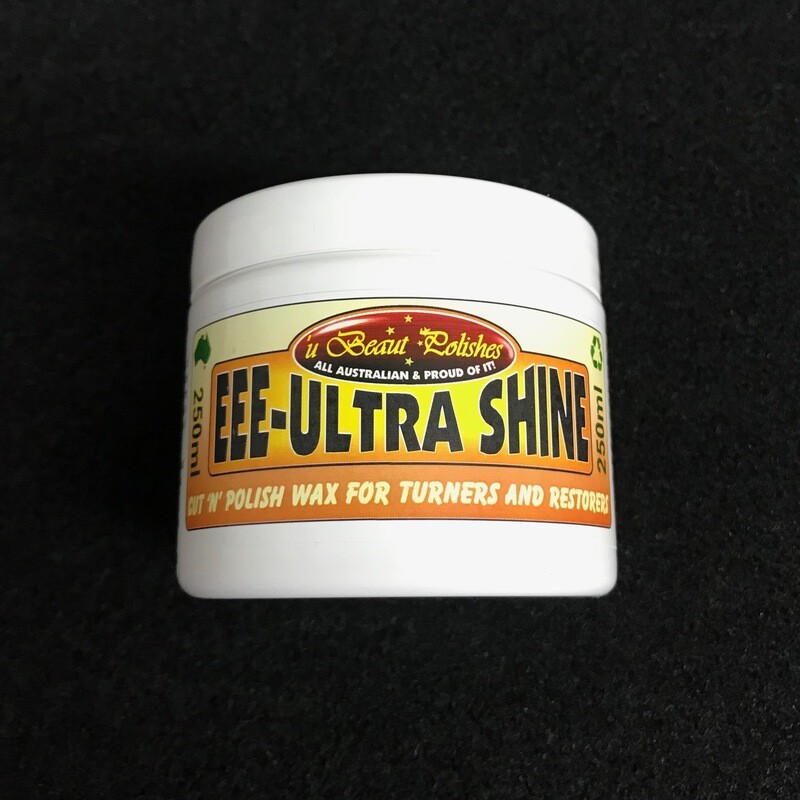 'u Beaut Polishes
ALL AUSTRALIAN & PROUD OF IT!
EEE-ULTRA SHINE
250ml
250ml
CUT 'N' POLISH WAX FOR TURNERS AND RESTORERS